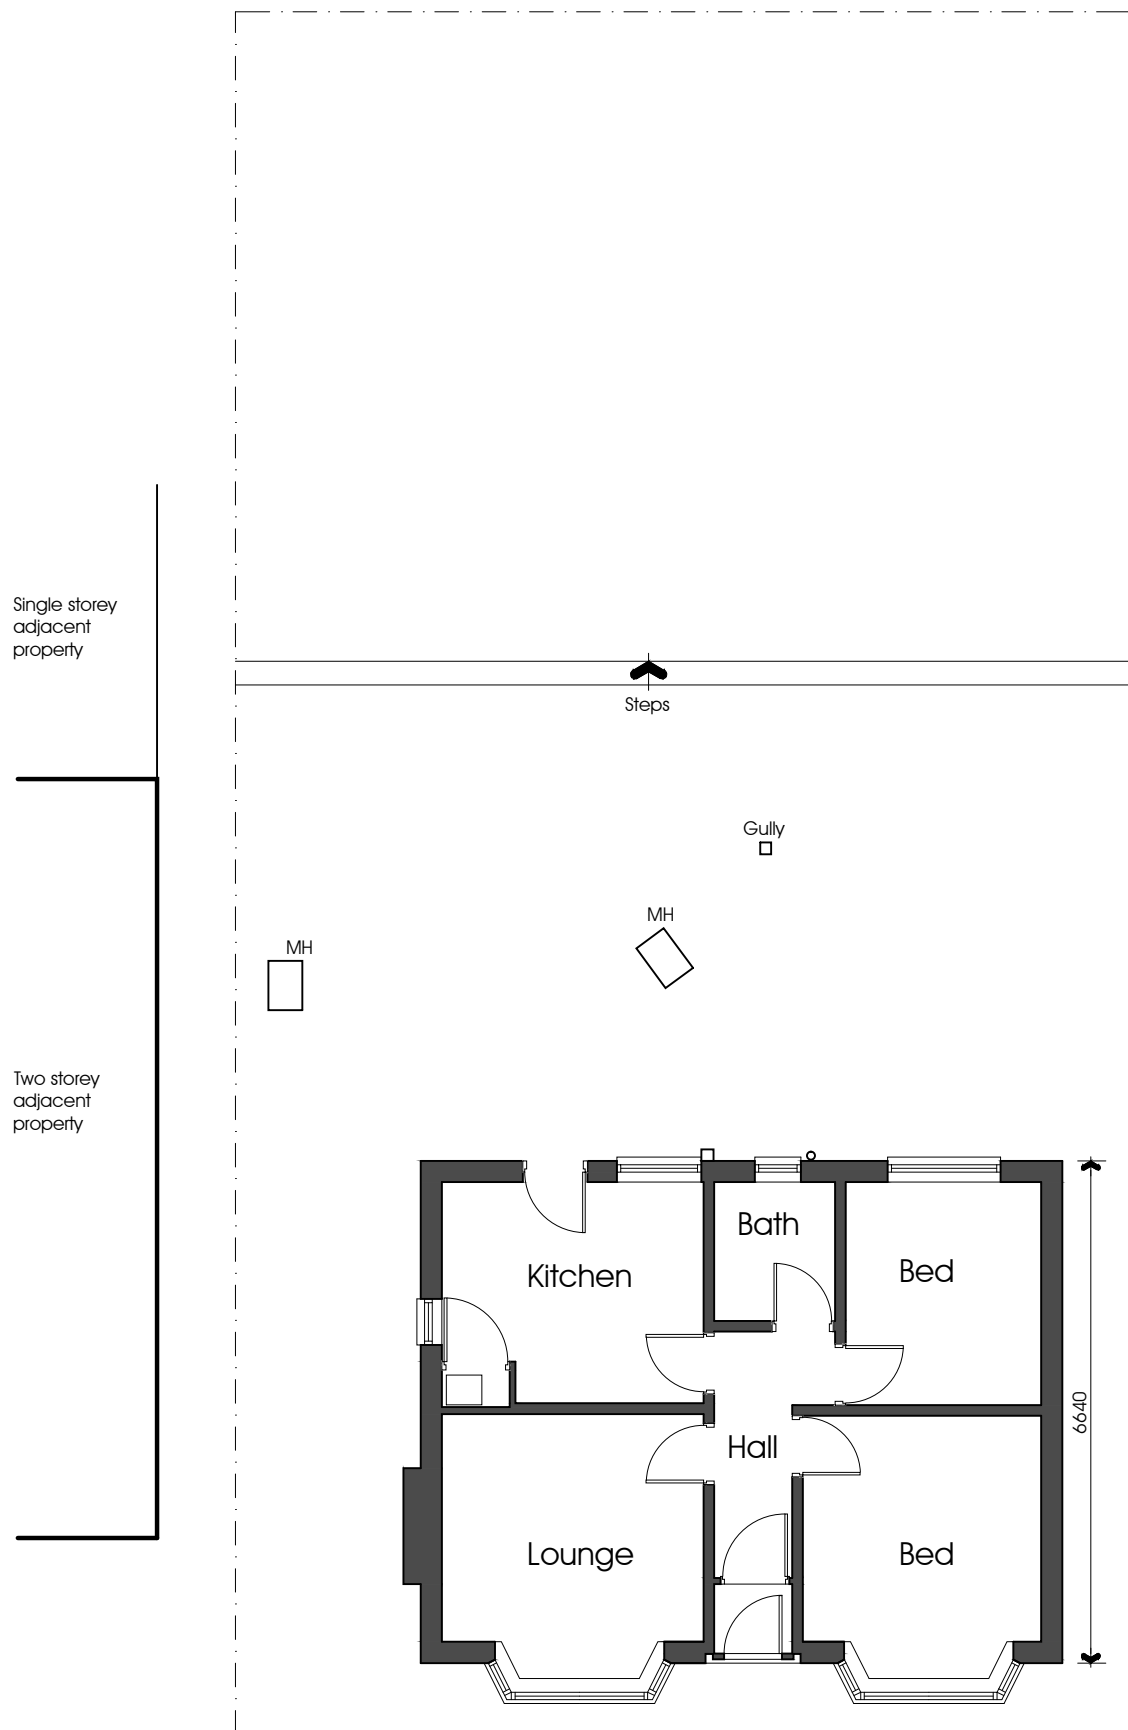 Single storey
adjacent
property
Steps
Gully
MH
MH
Two storey
adjacent
property
Bath
Kitchen
Bed
6640
Hall
Lounge
Bed